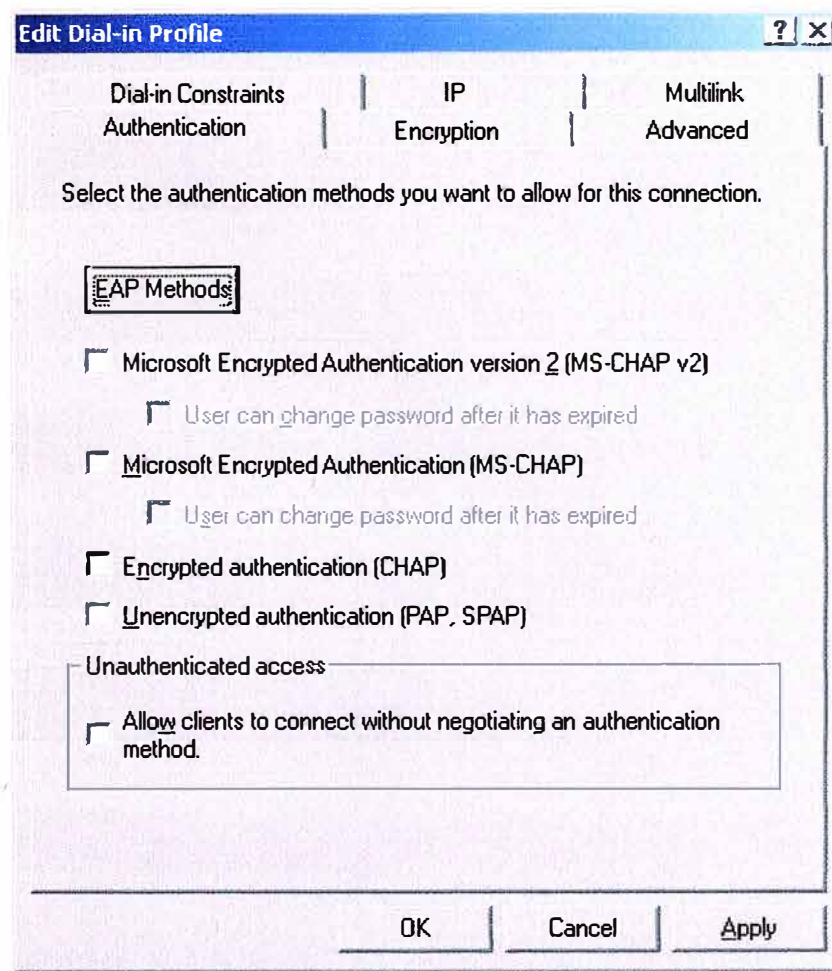 Edit Dial-in Profile
Dial-in Constraints IP Multilink
Authentication Encryption Advanced
Select the authentication methods you want to allow for this connection.
EAP Methods
Microsoft Encrypted Authentication version 2 (MS-CHAP v2)
User can change password after it has expired
Microsoft Encrypted Authentication (MS-CHAP)
User can change password after it has expired
Encrypted authentication (CHAP)
Unencrypted authentication (PAP, SPAP)
Unauthenticated access
Allow clients to connect without negotiating an authentication
method.
OK Cancel Apply